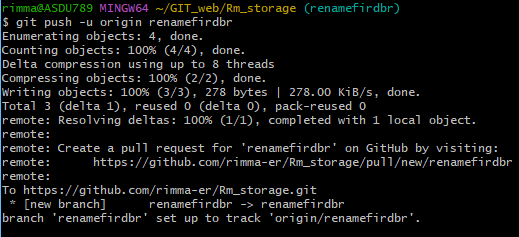 rimma@ASDU789 MINGW64 ~/GIT_web/Rm_storage (renamefirdbr)
$ git push -u origin renamefirdbr
Enumerating objects: 4, done.
Counting objects: 100% (4/4), done.
Delta compression using up to 8 threads
Compressing objects: 100% (2/2), done.
Writing objects: 100% (3/3), 278 bytes | 278.00 KiB/s, done.
Total 3 (delta 1), reused 0 (delta 0), pack-reused 0
remote: Resolving deltas: 100% (1/1), completed with 1 local object.
remote:
remote: Create a pull request for 'renamefirdbr' on GitHub by visiting:
remote:      https://github.com/rimma-er/Rm_storage/pull/new/renamefirdbr
remote:
To https://github.com/rimma-er/Rm_storage.git
 * [new branch]      renamefirdbr -> renamefirdbr
branch 'renamefirdbr' set up to track 'origin/renamefirdbr'.